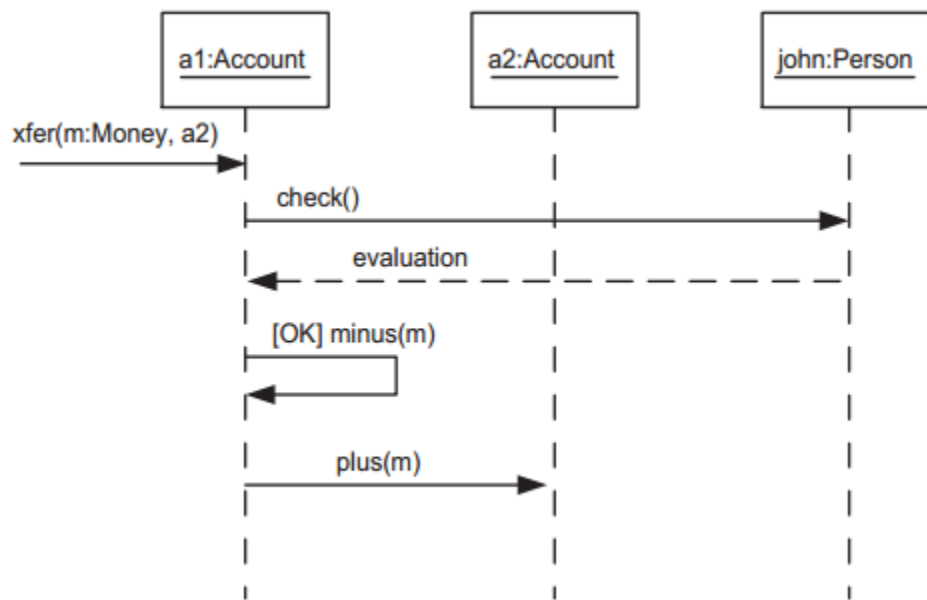 a1:Account
a2:Account
john:Person
xfer(m:Money, a2)
check()
evaluation
[OK] minus(m)
plus(m)